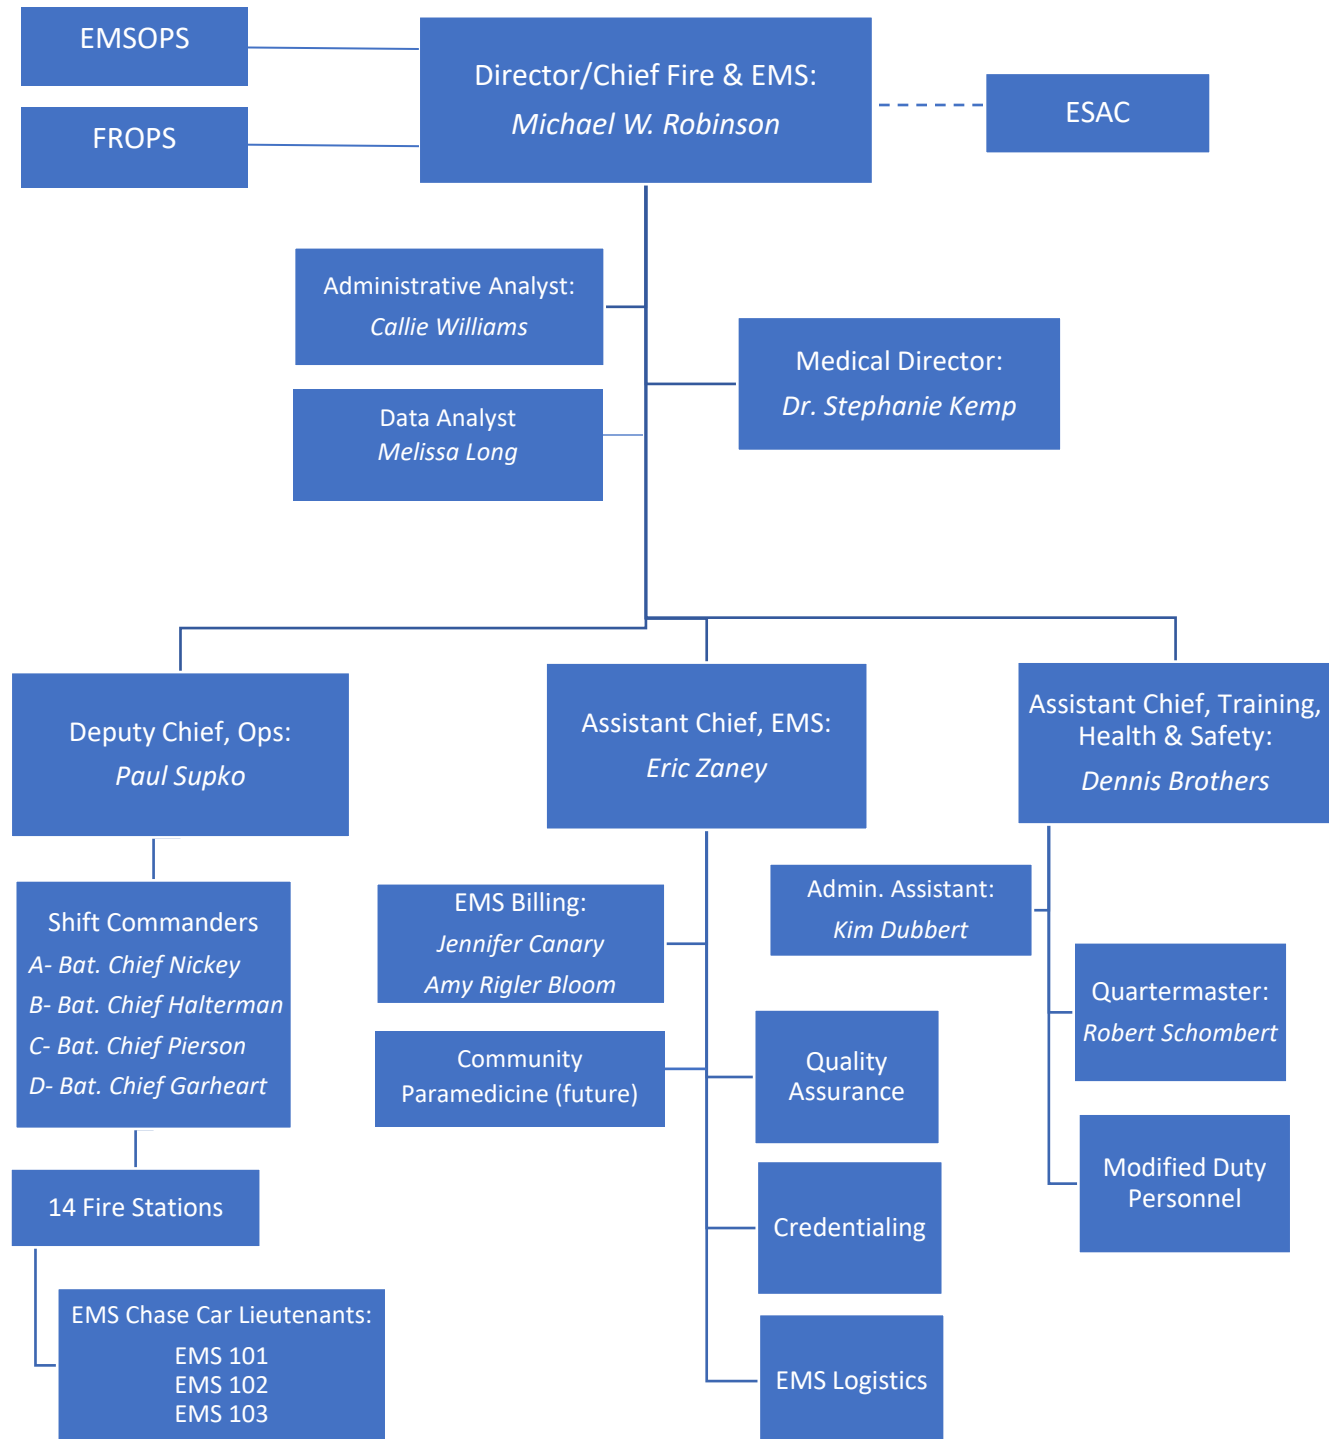 EMSOPS
FROPS
Director/Chief Fire & EMS:
Michael W. Robinson
ESAC
Administrative Analyst:
Callie Williams
Data Analyst
Melissa Long
Medical Director:
Dr. Stephanie Kemp
Deputy Chief, Ops:
Paul Supko
Shift Commanders
A- Bat. Chief Nickey
B- Bat. Chief Halterman
C- Bat. Chief Pierson
D- Bat. Chief Garheart
14 Fire Stations
EMS Chase Car Lieutenants:
EMS 101
EMS 102
EMS 103
Assistant Chief, EMS:
Eric Zaney
EMS Billing:
Jennifer Canary
Amy Rigler Bloom
Community
Paramedicine (future)
Quality
Assurance
Credentialing
EMS Logistics
Assistant Chief, Training,
Health & Safety:
Dennis Brothers
Admin. Assistant:
Kim Dubbert
Quartermaster:
Robert Schombert
Modified Duty
Personnel